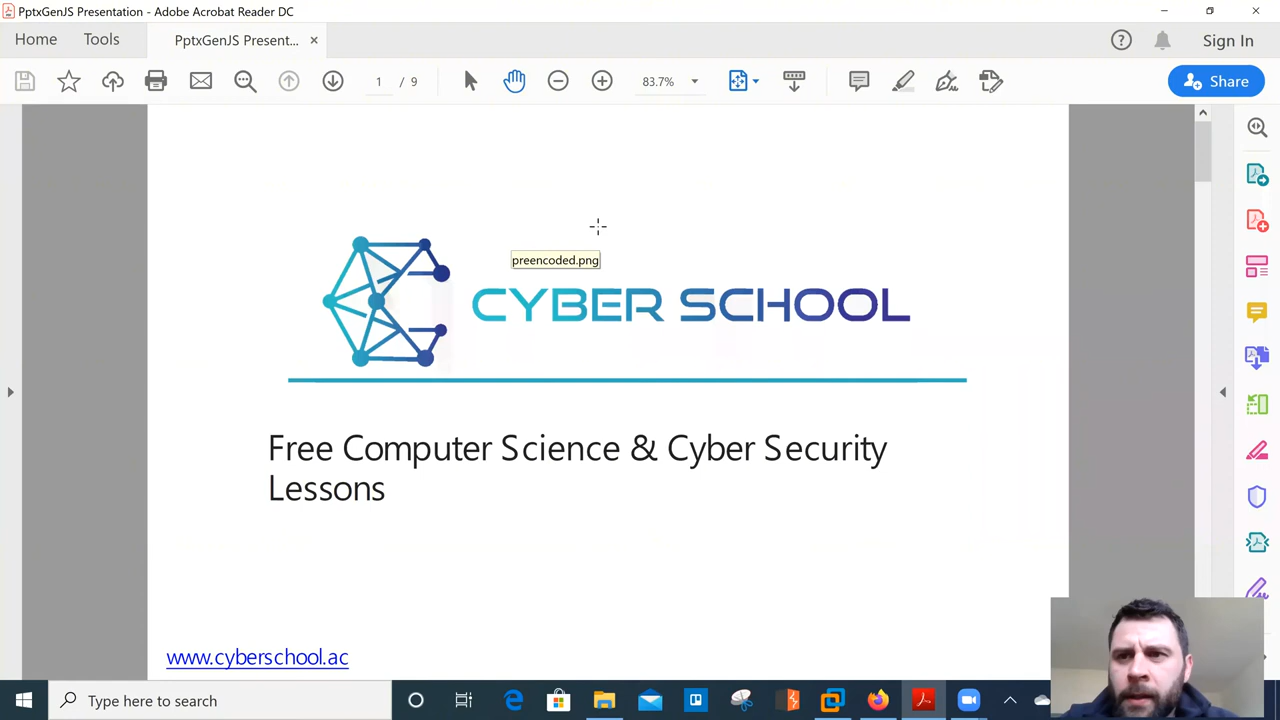 PptxGenJS Presentation - Adobe Acrobat Reader DC
Home Tools PptxGenJS Present... Sign In
1 / 9 83.7% Share
preencoded.png
CYBER SCHOOL
Free Computer Science & Cyber Security
Lessons
www.cyberschool.ac
Type here to search